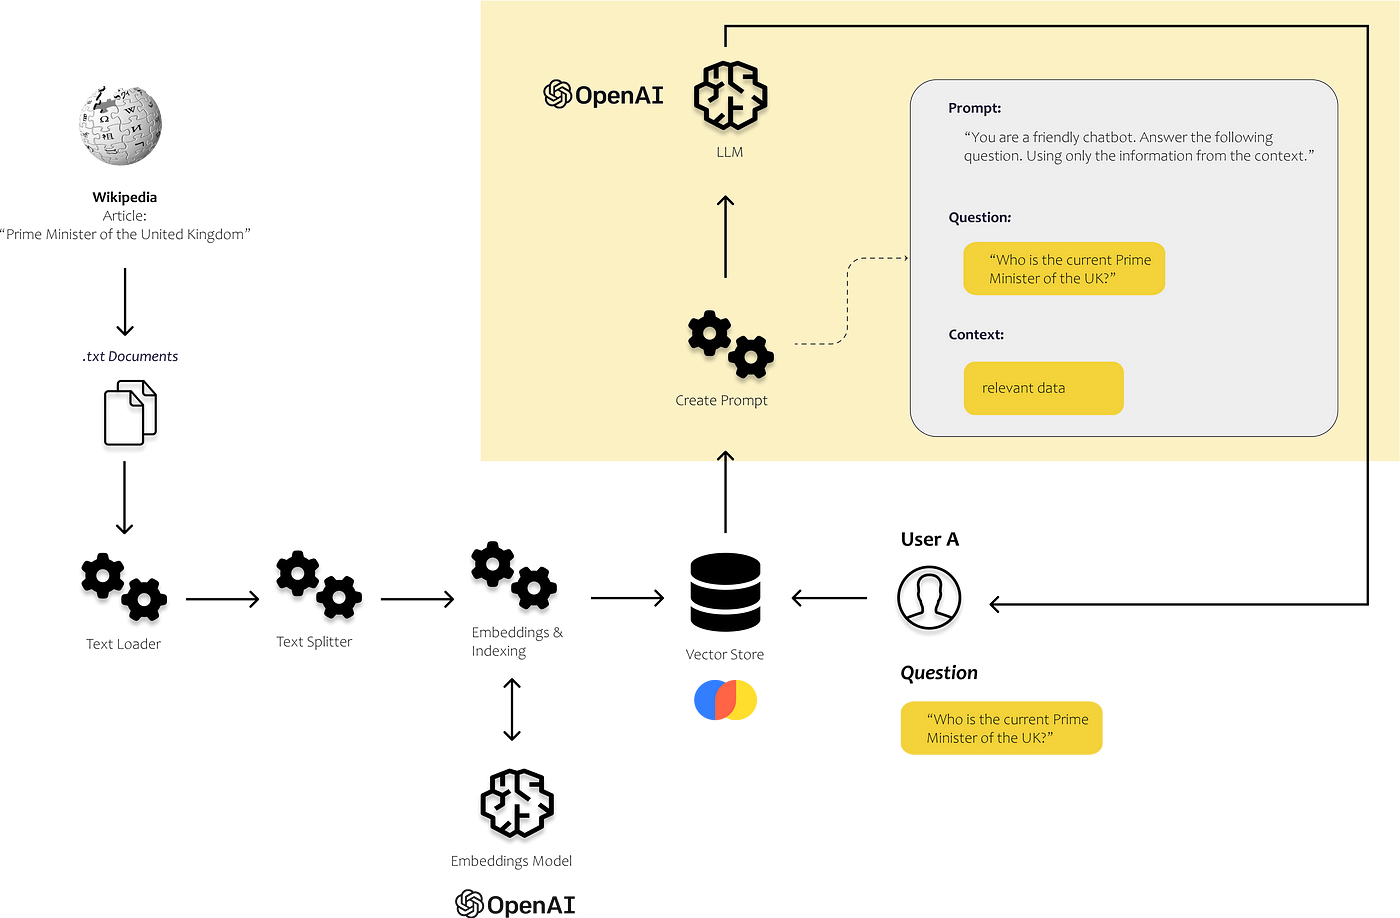 OpenAI
LLM
Prompt:
“You are a friendly chatbot. Answer the following
question. Using only the information from the context.”
Question:
“Who is the current Prime
Minister of the UK?”
Context:
relevant data
Create Prompt
Wikipedia
Article:
“Prime Minister of the United Kingdom”
.txt Documents
Text Loader
Text Splitter
Embeddings &
Indexing
Vector Store
User A
Question
“Who is the current Prime
Minister of the UK?”
Embeddings Model
OpenAI